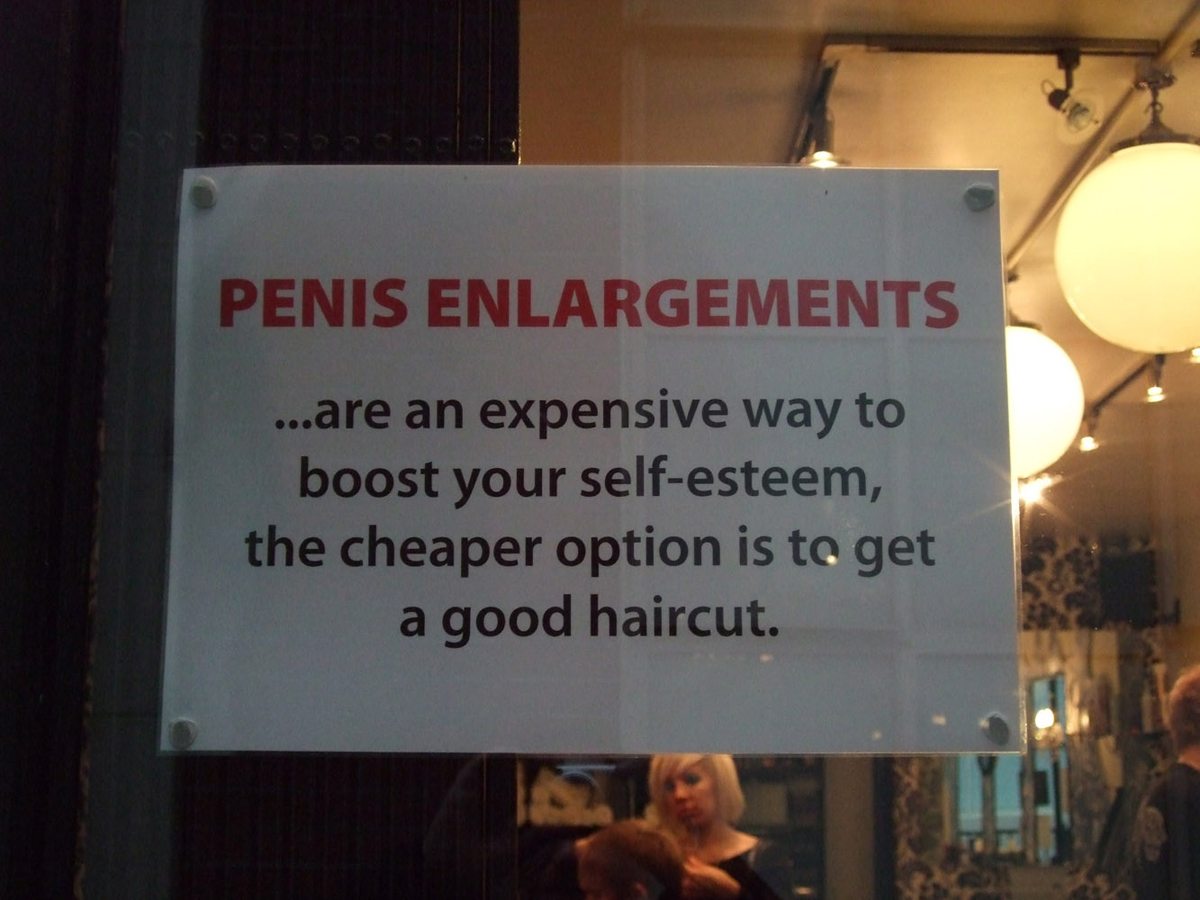 PENIS ENLARGEMENTS
...are an expensive way to
boost your self-esteem,
the cheaper option is to get
a good haircut.